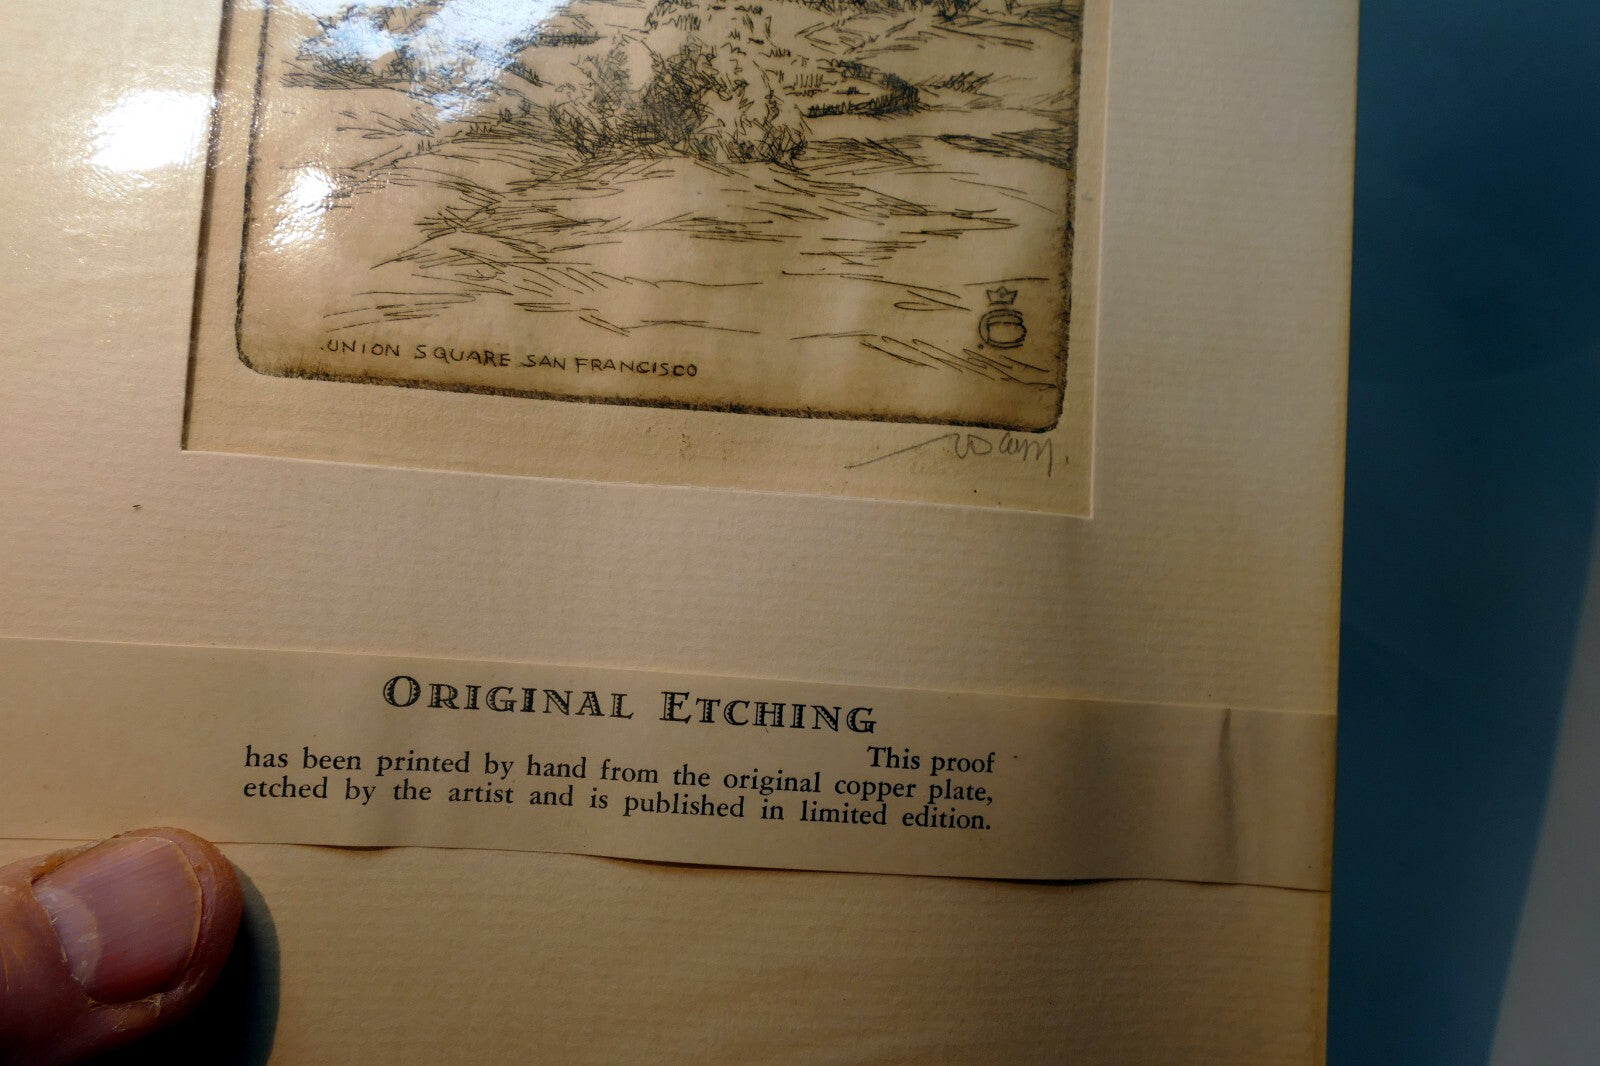 .UNION SQUARE SAN FRANCISCO
ORIGINAL ETCHING
This proof
has been printed by hand from the original copper plate,
etched by the artist and is published in limited edition.